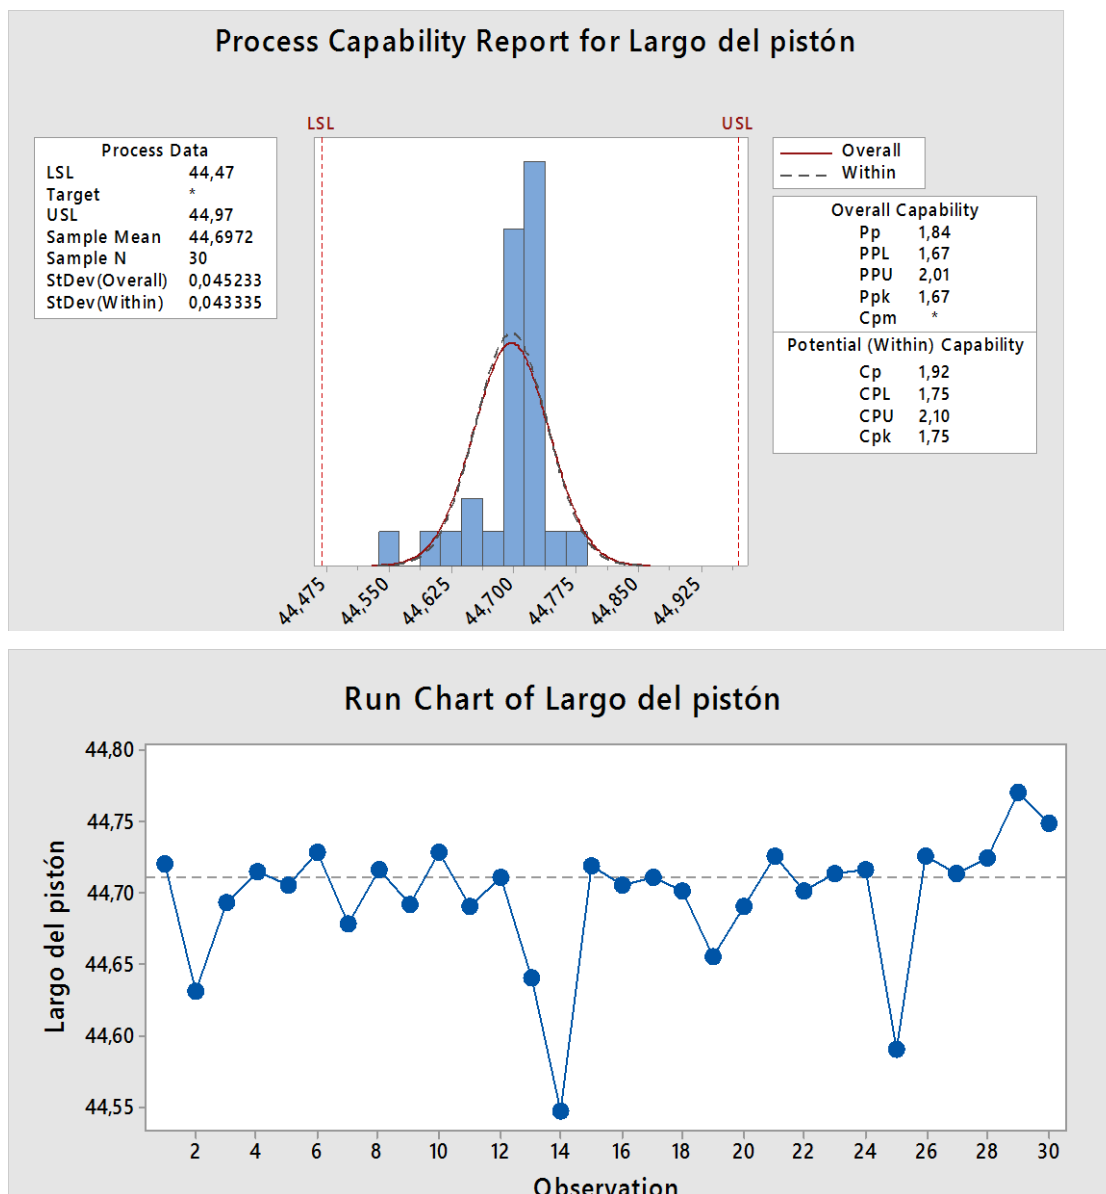 Process Capability Report for Largo del pistón
LSL
USL
Process Data
LSL 44,47
Target *
USL 44,97
Sample Mean 44,6972
Sample N 30
StDev(Overall) 0,045233
StDev(Within) 0,043335
Overall
Within
Overall Capability
Pp 1,84
PPL 1,67
PPU 2,01
Ppk 1,67
Cpm *
Potential (Within) Capability
Cp 1,92
CPL 1,75
CPU 2,10
Cpk 1,75
44,475 44,550 44,625 44,700 44,775 44,850 44,925
Run Chart of Largo del pistón
Largo del pistón
44,80
44,75
44,70
44,65
44,60
44,55
2 4 6 8 10 12 14 16 18 20 22 24 26 28 30
Observation